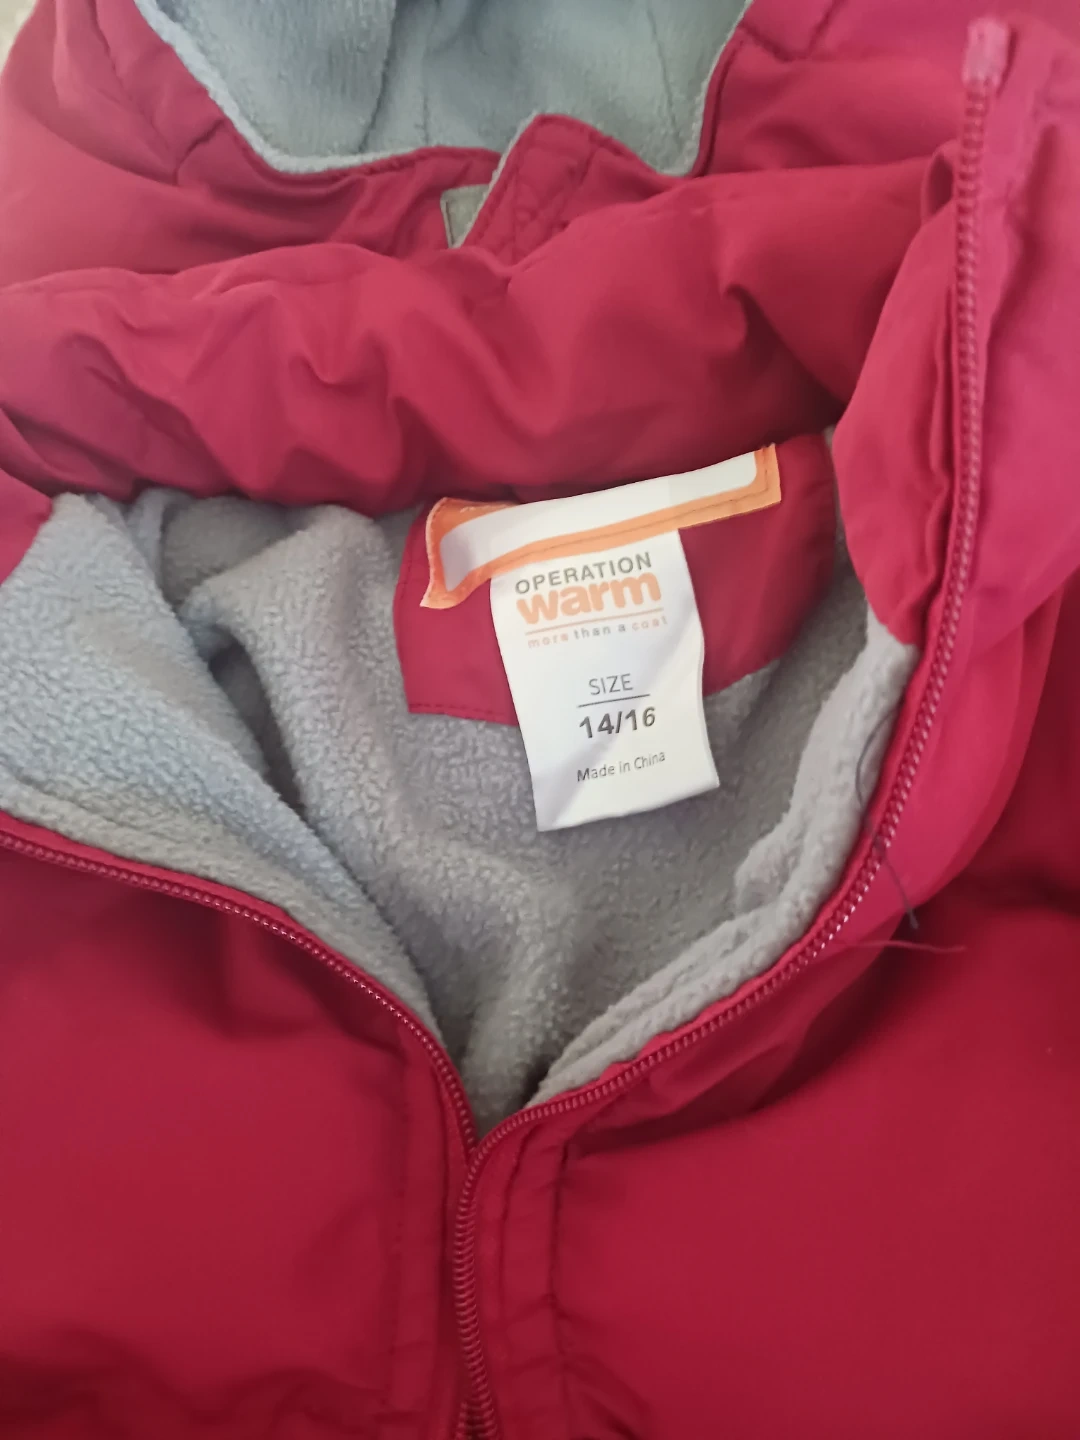 OPERATION
warm
more than a coat
SIZE
14/16
Made in China